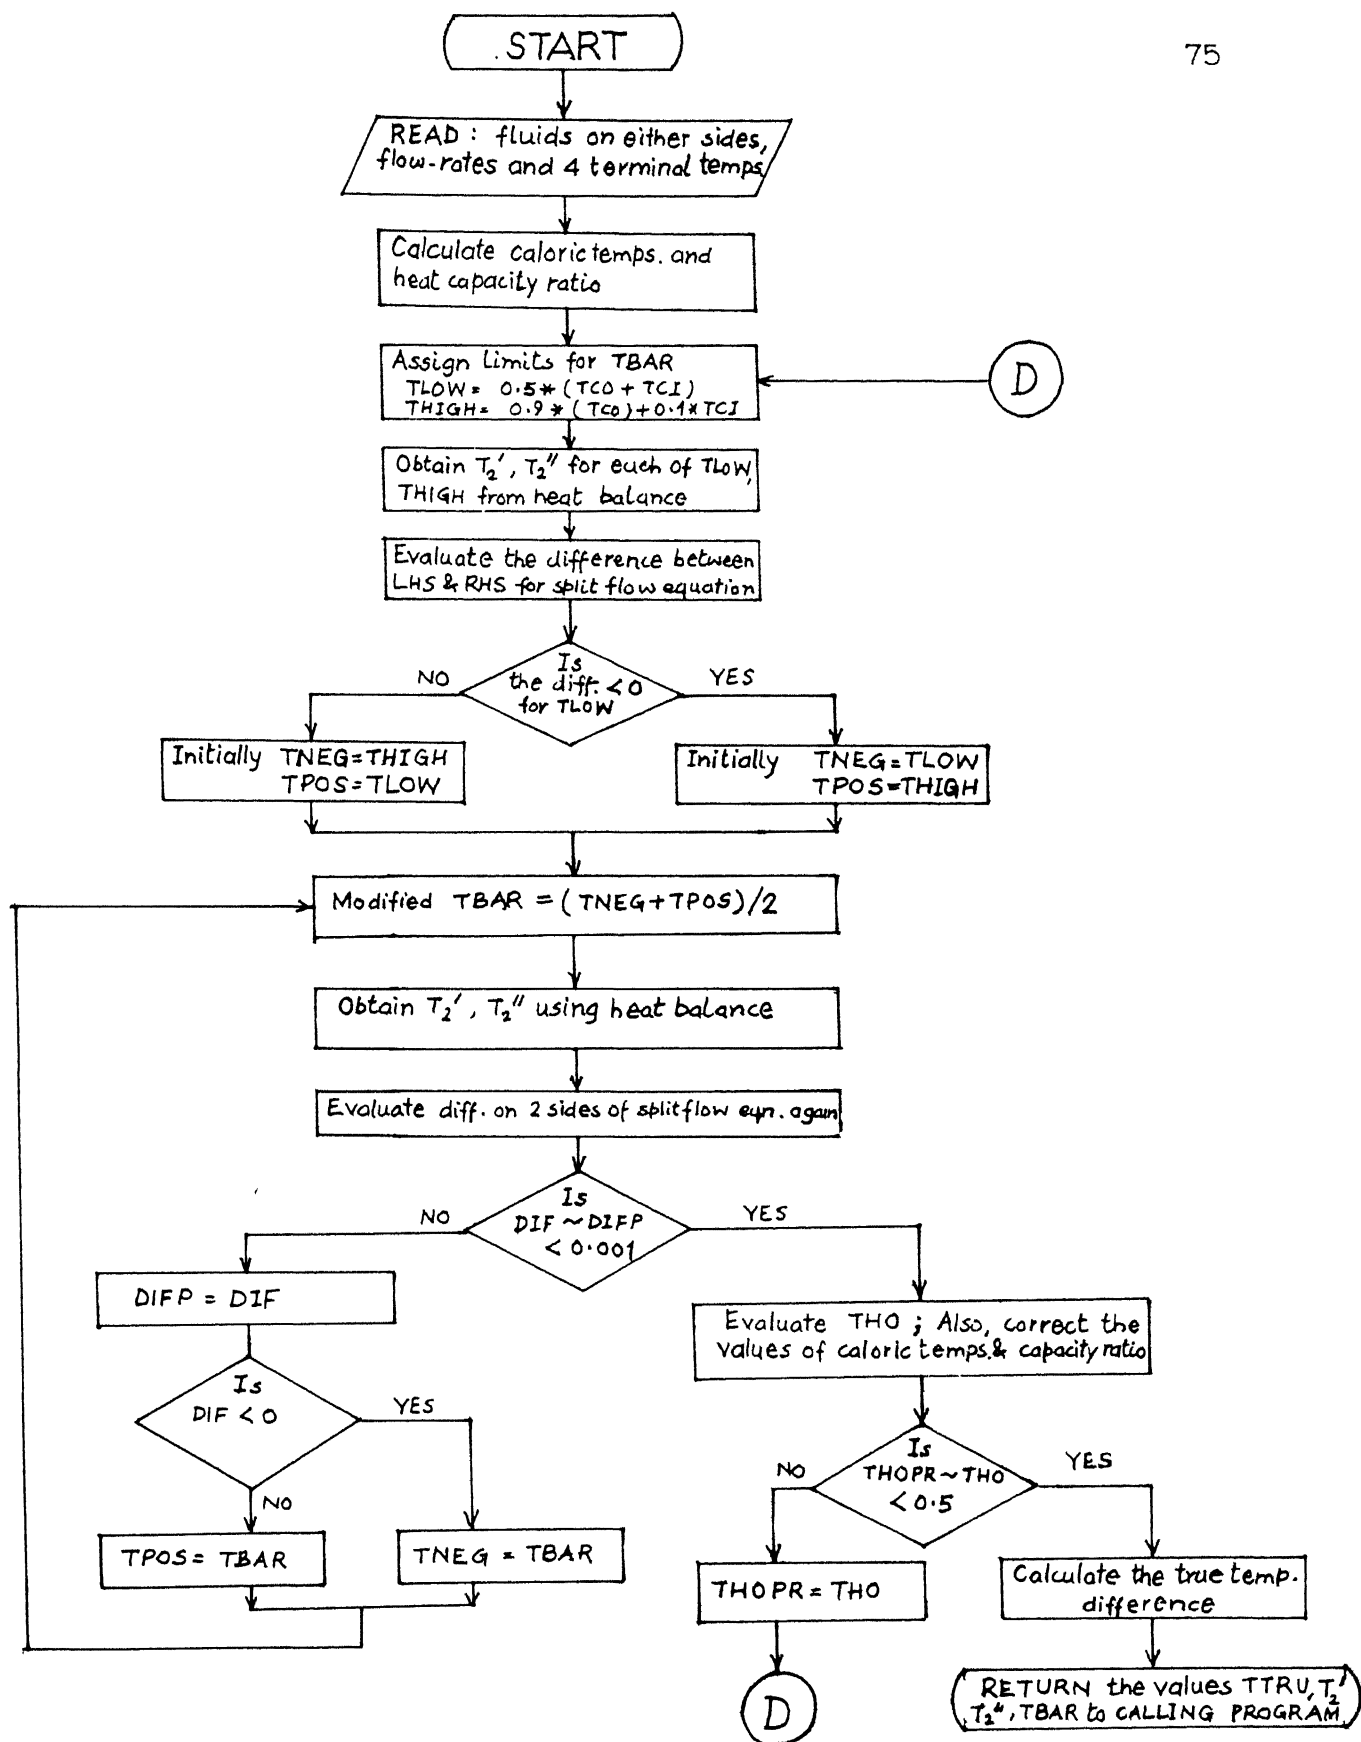 75
.START
READ : fluids on either sides,
flow-rates and 4 terminal temps.
Calculate caloric temps. and
heat capacity ratio
Assign Limits for TBAR
TLOW = 0.5 * (TCO + TCI)
THIGH = 0.9 * (TCO) + 0.1 * TCI
D
Obtain T₂', T₂'' for each of TLOW,
THIGH from heat balance
Evaluate the difference between
LHS & RHS for split flow equation
Is
the diff. < 0
for TLOW
NO
YES
Initially TNEG=THIGH
TPOS=TLOW
Initially TNEG=TLOW
TPOS=THIGH
Modified TBAR = (TNEG+TPOS)/2
Obtain T₂', T₂'' using heat balance
Evaluate diff. on 2 sides of splitflow eqn. again
Is
DIF ~ DIFP
< 0.001
NO
YES
DIFP = DIF
Evaluate THO ; Also, correct the
values of caloric temps. & capacity ratio
Is
DIF < 0
YES
NO
Is
THOPR ~ THO
< 0.5
NO
YES
TPOS = TBAR
TNEG = TBAR
THOPR = THO
Calculate the true temp.
difference
D
RETURN the values TTRU, T₂'
T₂'', TBAR to CALLING PROGRAM